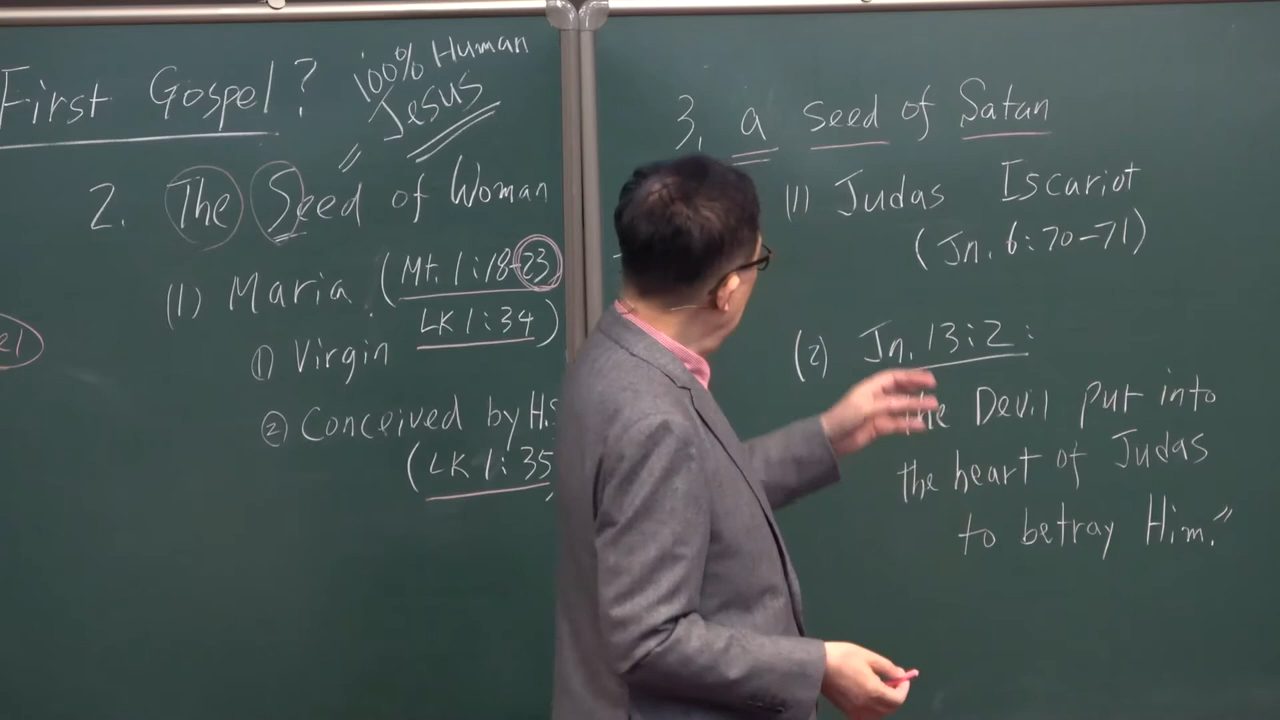 First Gospel?
100% Human
Jesus
〃
2. The Seed of Woman
(1) Maria (Mt. 1:18-23
LK 1:34)
① Virgin
② Conceived by H.S
(LK 1:35
3. a seed of Satan
(1) Judas Iscariot
(Jn. 6:70-71)
(2) Jn. 13:2:
the Devil put into
the heart of Judas
to betray Him.”